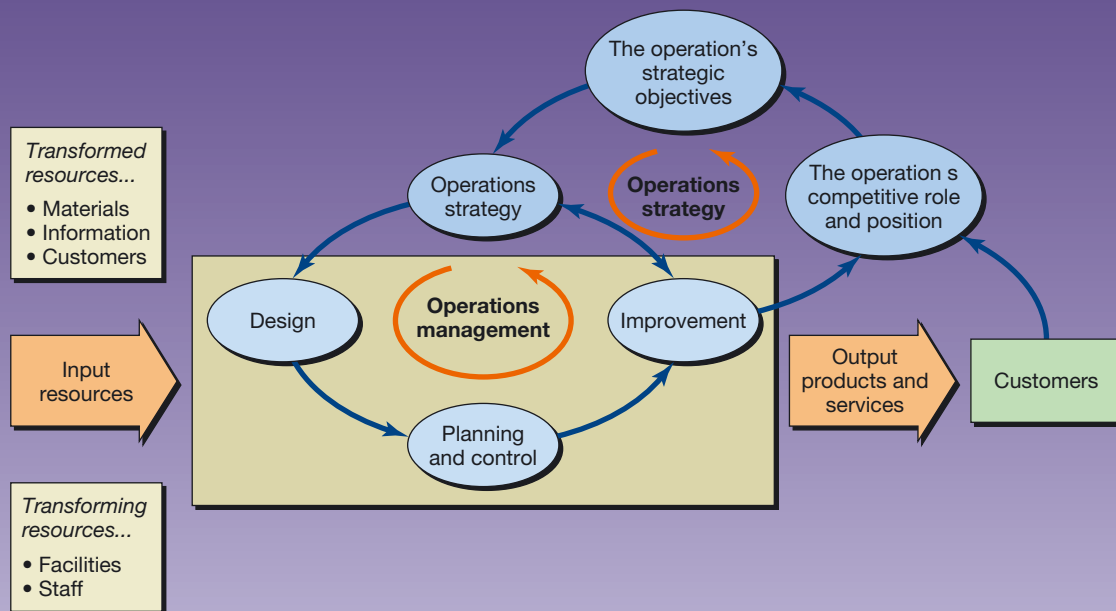 The operation's
strategic
objectives
Transformed
resources...
• Materials
• Information
• Customers
Operations
strategy
Operations
strategy
The operation s
competitive role
and position
Design
Operations
management
Improvement
Input
resources
Output
products and
services
Customers
Planning
and control
Transforming
resources...
• Facilities
• Staff